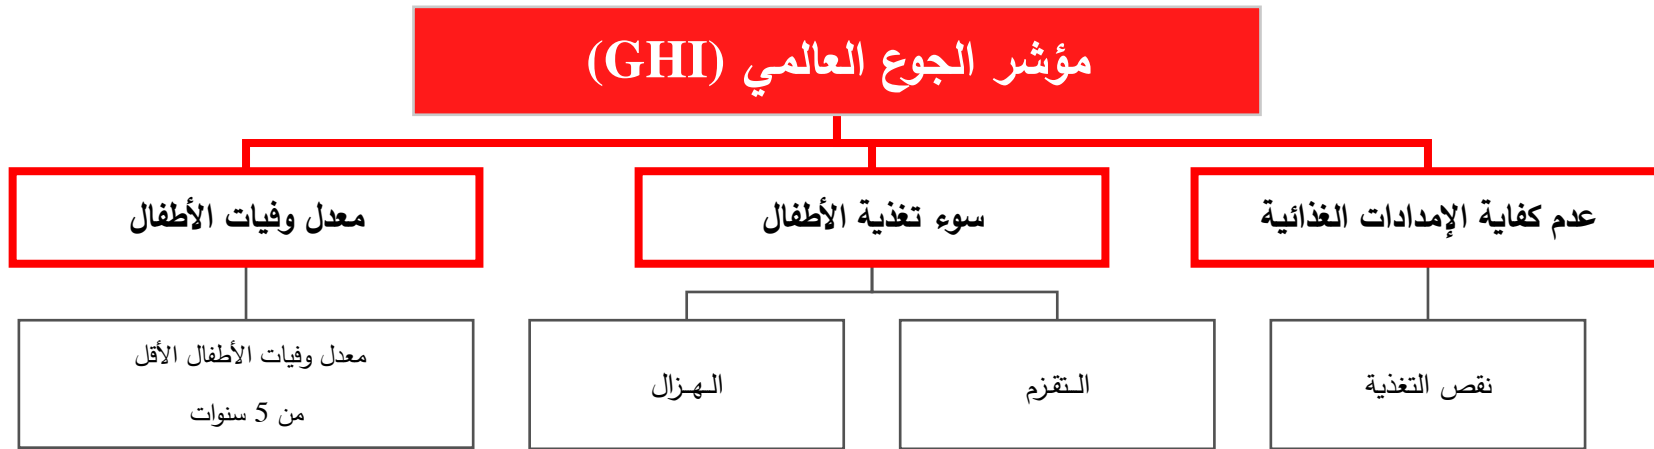 مؤشر الجوع العالمي (GHI)
عدم كفاية الإمدادات الغذائية
سوء تغذية الأطفال
معدل وفيات الأطفال
نقص التغذية
الـتقزم
الـهـزال
معدل وفيات الأطفال الأقل
من 5 سنوات